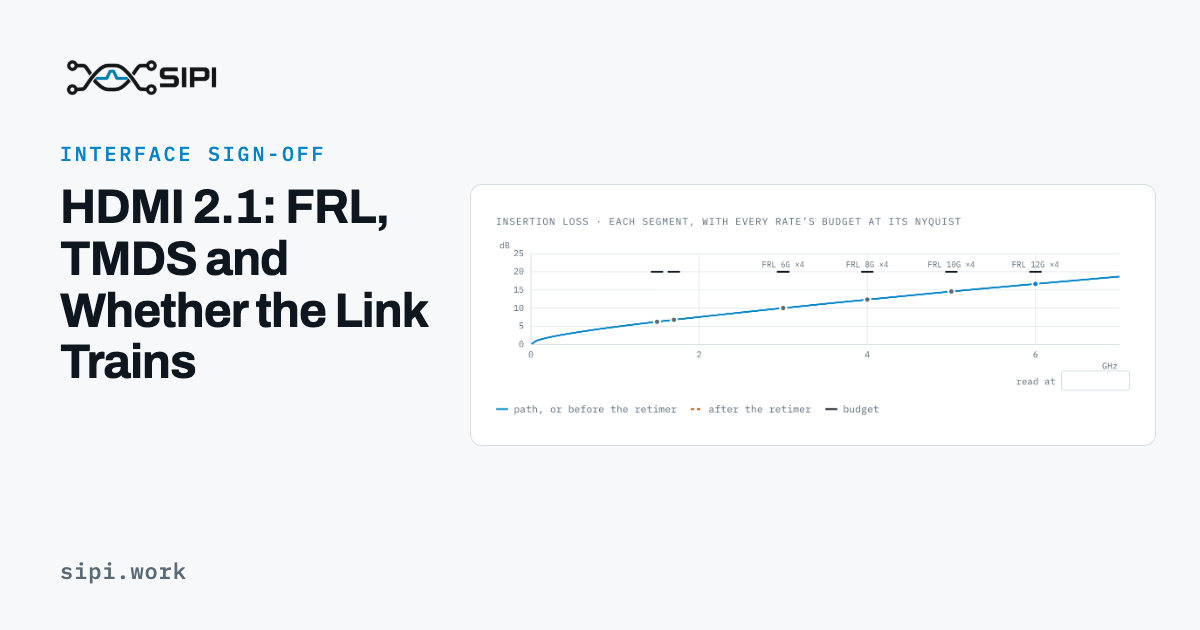 SIPI
INTERFACE SIGN-OFF
HDMI 2.1: FRL,
TMDS and
Whether the Link
Trains
INSERTION LOSS · EACH SEGMENT, WITH EVERY RATE’S BUDGET AT ITS NYQUIST
dB
25
20
15
10
5
0
FRL 6G ×4
FRL 8G ×4
FRL 10G ×4
FRL 12G ×4
0
2
4
6
GHz
read at
path, or before the retimer
after the retimer
budget
sipi.work